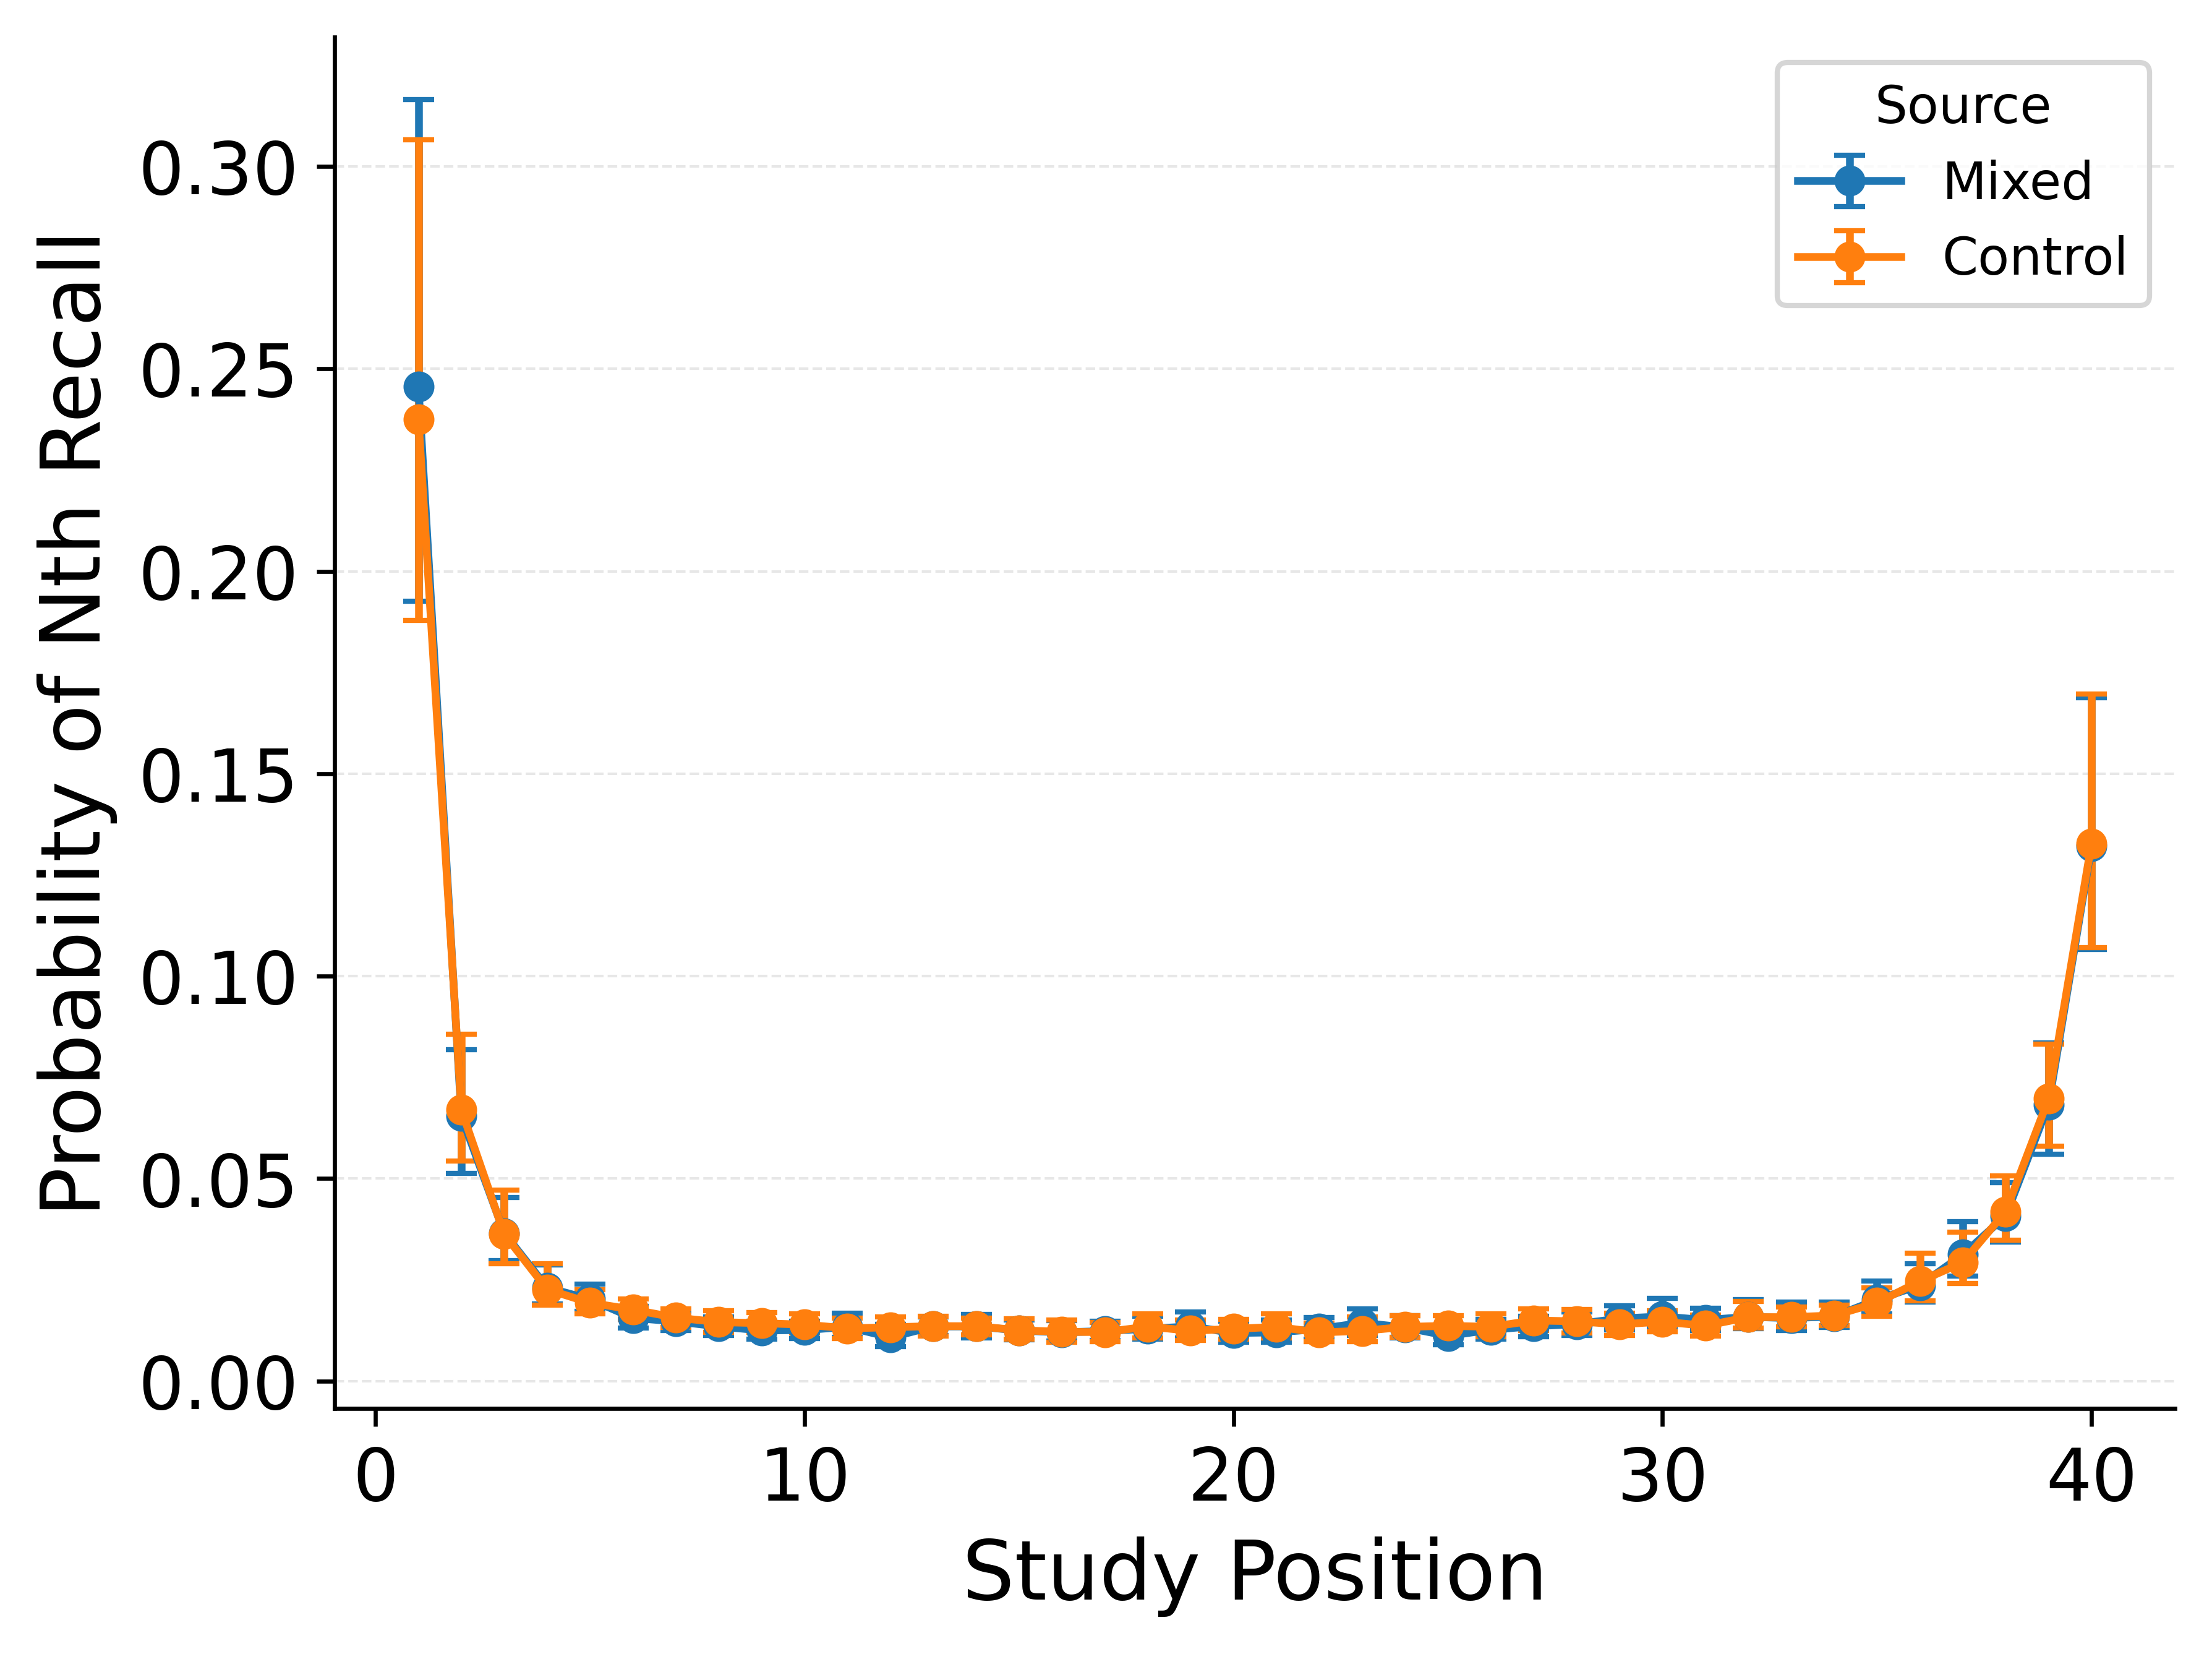 Probability of Nth Recall
0.30
0.25
0.20
0.15
0.10
0.05
0.00
0
10
20
30
40
Study Position
Source
Mixed
Control